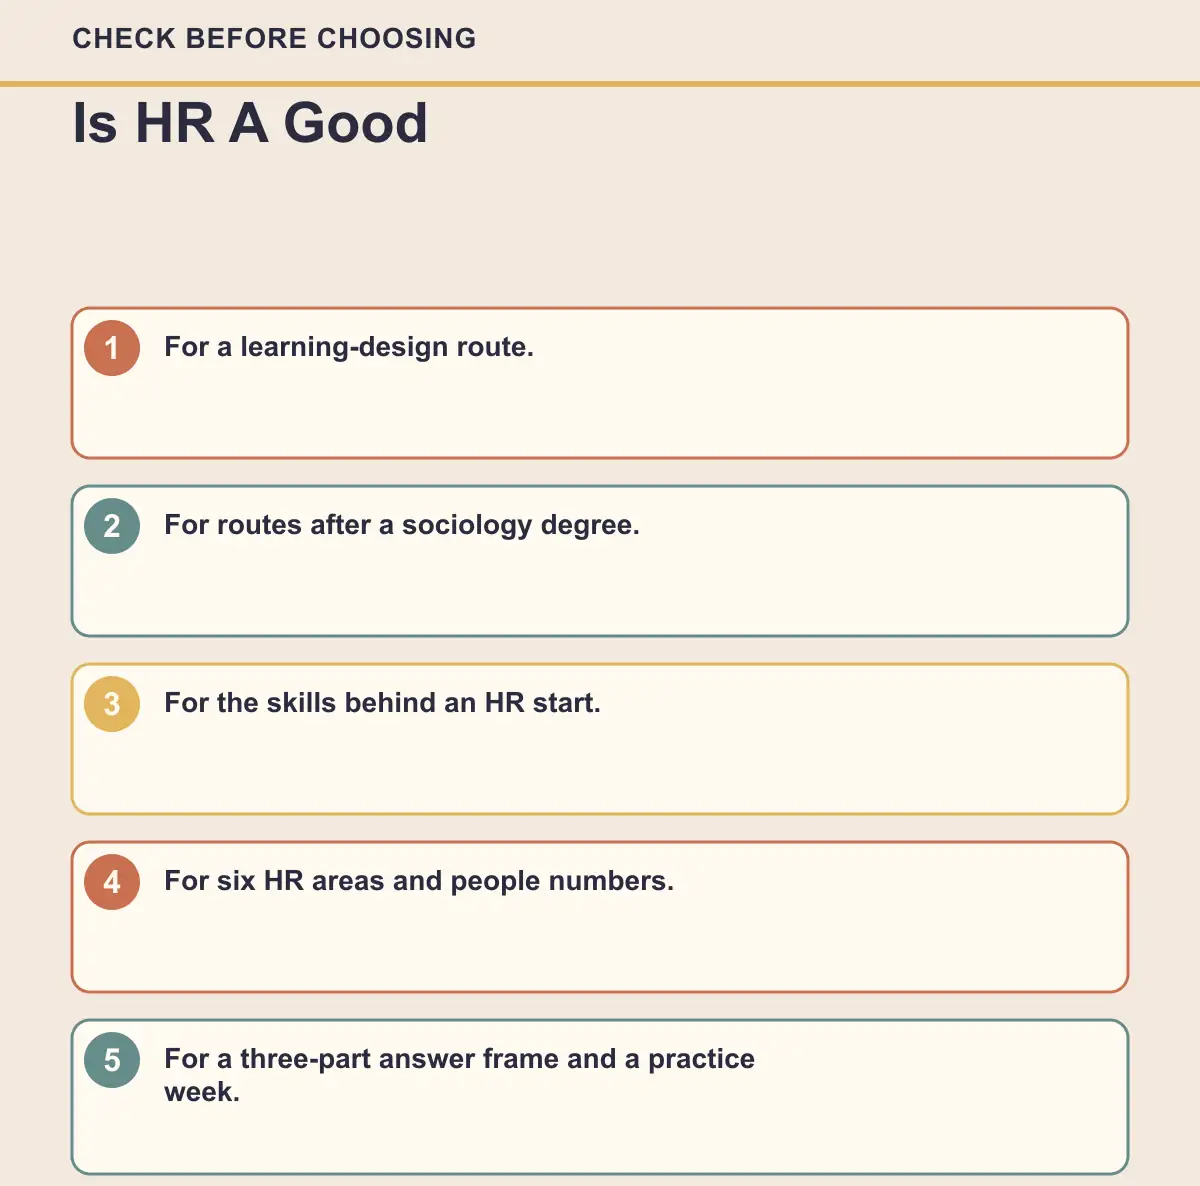 CHECK BEFORE CHOOSING
Is HR A Good
1 For a learning-design route.
2 For routes after a sociology degree.
3 For the skills behind an HR start.
4 For six HR areas and people numbers.
5 For a three-part answer frame and a practice
week.